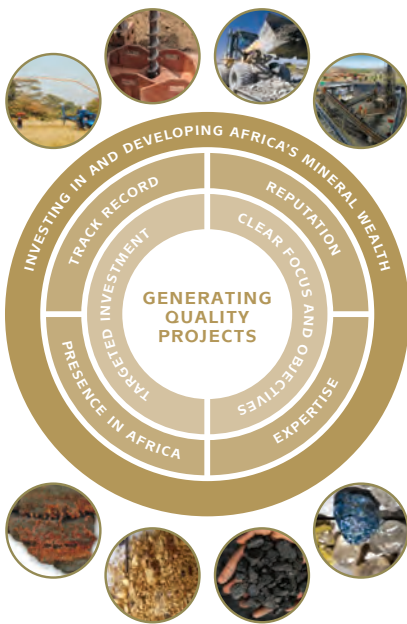 INVESTING IN AND DEVELOPING AFRICA'S MINERAL WEALTH
TRACK RECORD
REPUTATION
TARGETED INVESTMENT
CLEAR FOCUS AND OBJECTIVES
GENERATING
QUALITY
PROJECTS
PRESENCE IN AFRICA
EXPERTISE